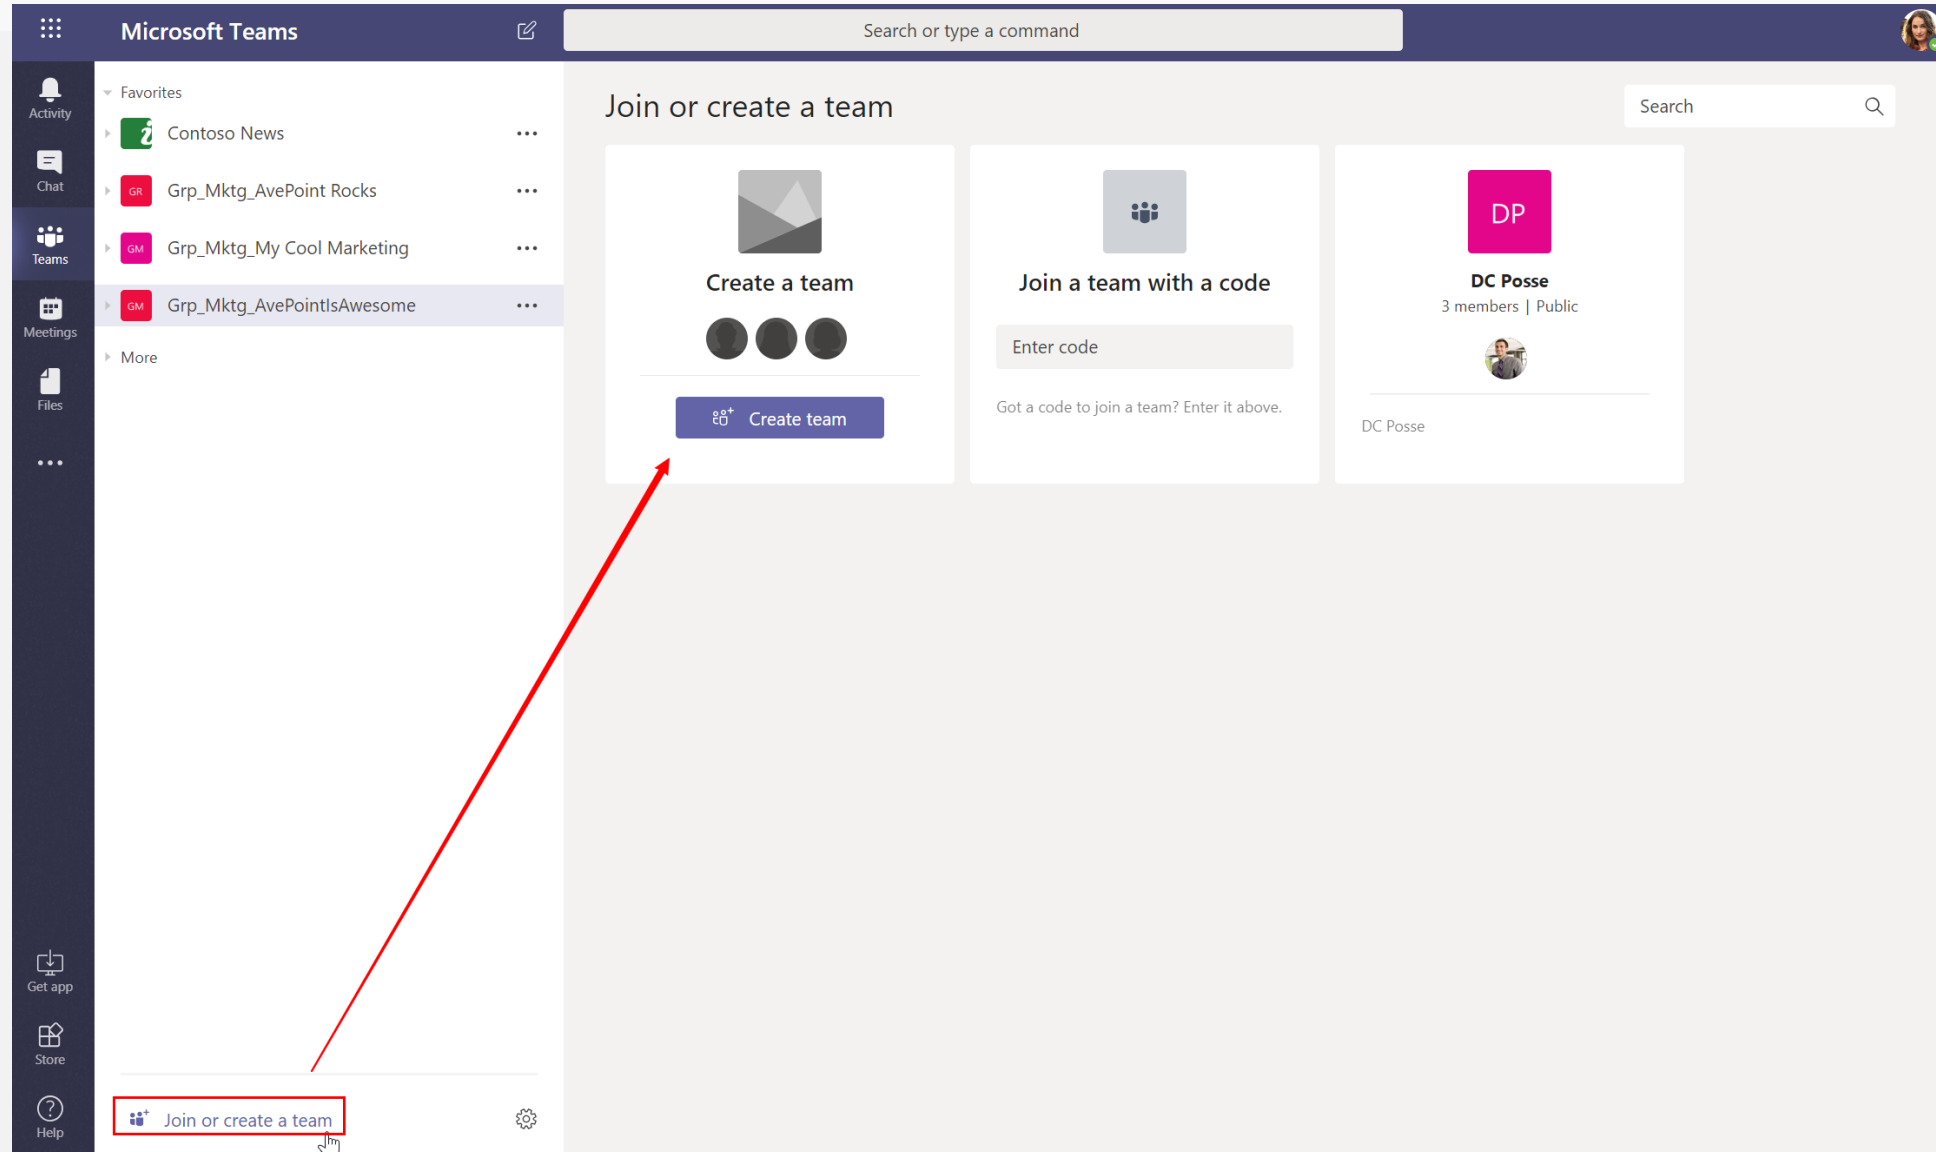 Microsoft Teams
Search or type a command
Activity
Chat
Teams
Meetings
Files
Get app
Store
Help
Favorites
i Contoso News
GR Grp_Mktg_AvePoint Rocks
GM Grp_Mktg_My Cool Marketing
GM Grp_Mktg_AvePointIsAwesome
More
Join or create a team
Join or create a team
Search
Create a team
Create team
Join a team with a code
Enter code
Got a code to join a team? Enter it above.
DP
DC Posse
3 members | Public
DC Posse